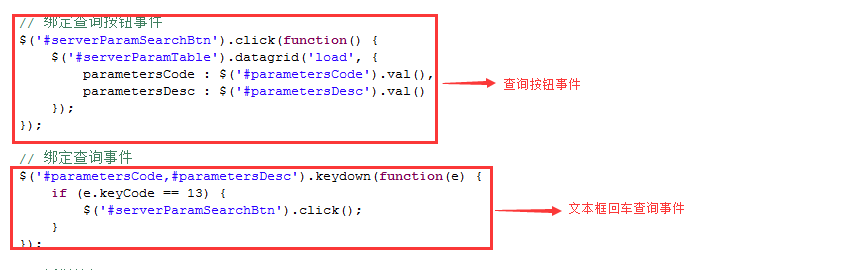 // 绑定查询按钮事件
$('#serverParamSearchBtn').click(function() {
$('#serverParamTable').datagrid('load', {
parametersCode : $('#parametersCode').val(),
parametersDesc : $('#parametersDesc').val()
});
});
查询按钮事件
// 绑定查询事件
$('#parametersCode,#parametersDesc').keydown(function(e) {
if (e.keyCode == 13) {
$('#serverParamSearchBtn').click();
}
});
文本框回车查询事件